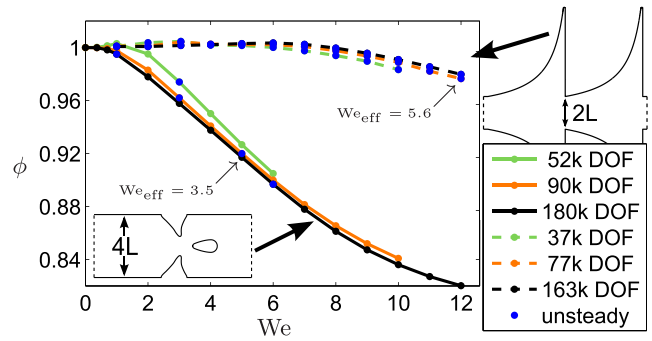 1
0.96
0.92
0.88
0.84
ϕ
0 2 4 6 8 10 12
We
We_eff = 5.6
We_eff = 3.5
4L
2L
52k DOF
90k DOF
180k DOF
37k DOF
77k DOF
163k DOF
unsteady